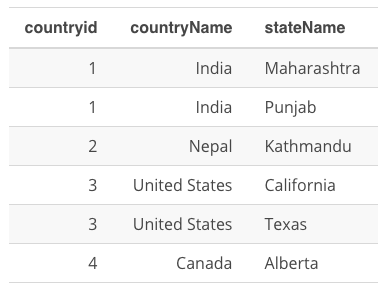 countryid countryName stateName
1 India Maharashtra
1 India Punjab
2 Nepal Kathmandu
3 United States California
3 United States Texas
4 Canada Alberta